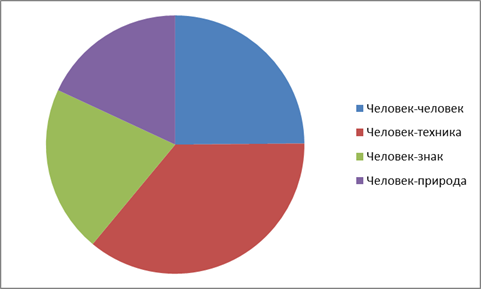 Человек-человек
Человек-техника
Человек-знак
Человек-природа